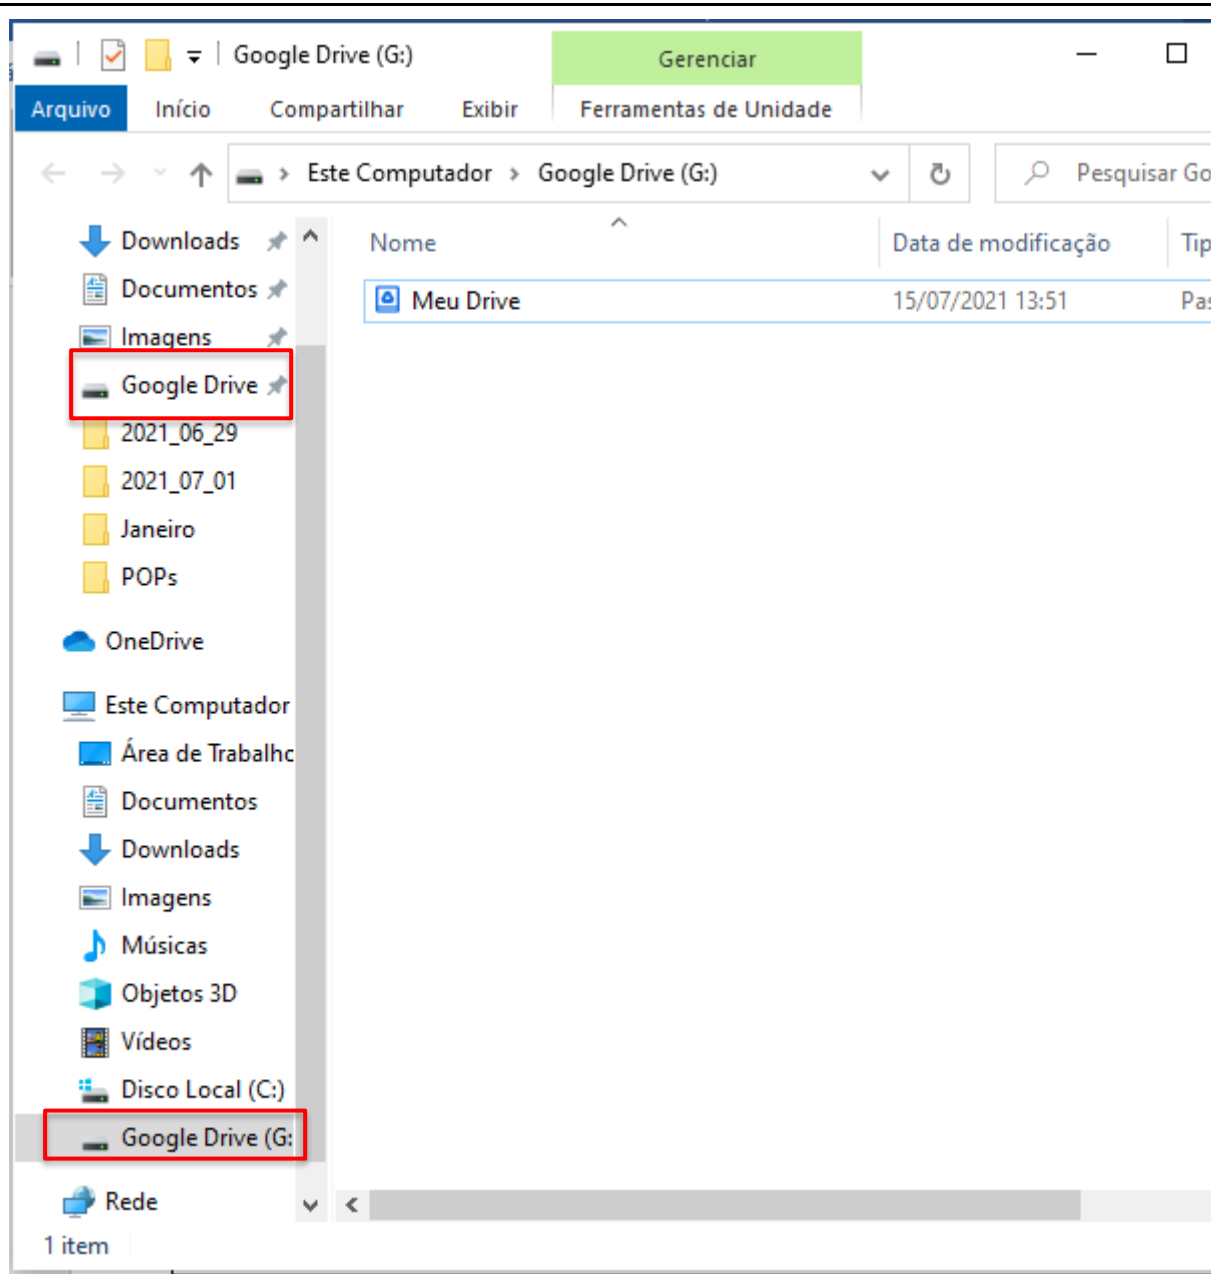 Google Drive (G:)
Gerenciar
Arquivo Início Compartilhar Exibir Ferramentas de Unidade
Este Computador > Google Drive (G:)
Pesquisar Go
Nome Data de modificação Tip
Meu Drive 15/07/2021 13:51 Pas
Downloads
Documentos
Imagens
Google Drive
2021_06_29
2021_07_01
Janeiro
POPs
OneDrive
Este Computador
Área de Trabalho
Documentos
Downloads
Imagens
Músicas
Objetos 3D
Vídeos
Disco Local (C:)
Google Drive (G:
Rede
1 item